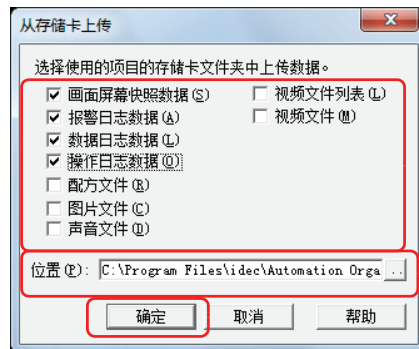 从存储卡上传
选择使用的项目的存储卡文件夹中上传数据。
画面屏幕快照数据(S) 视频文件列表(L)
报警日志数据(A) 视频文件(M)
数据日志数据(L)
操作日志数据(O)
配方文件(R)
图片文件(C)
声音文件(D)
位置(P): C:\Program Files\idec\Automation Orga ..
确定 取消 帮助